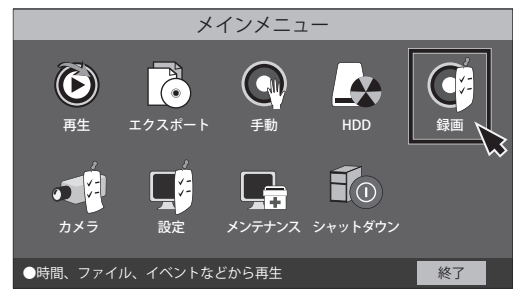 メインメニュー
再生 エクスポート 手動 HDD 録画
カメラ 設定 メンテナンス シャットダウン
●時間、ファイル、イベントなどから再生 終了